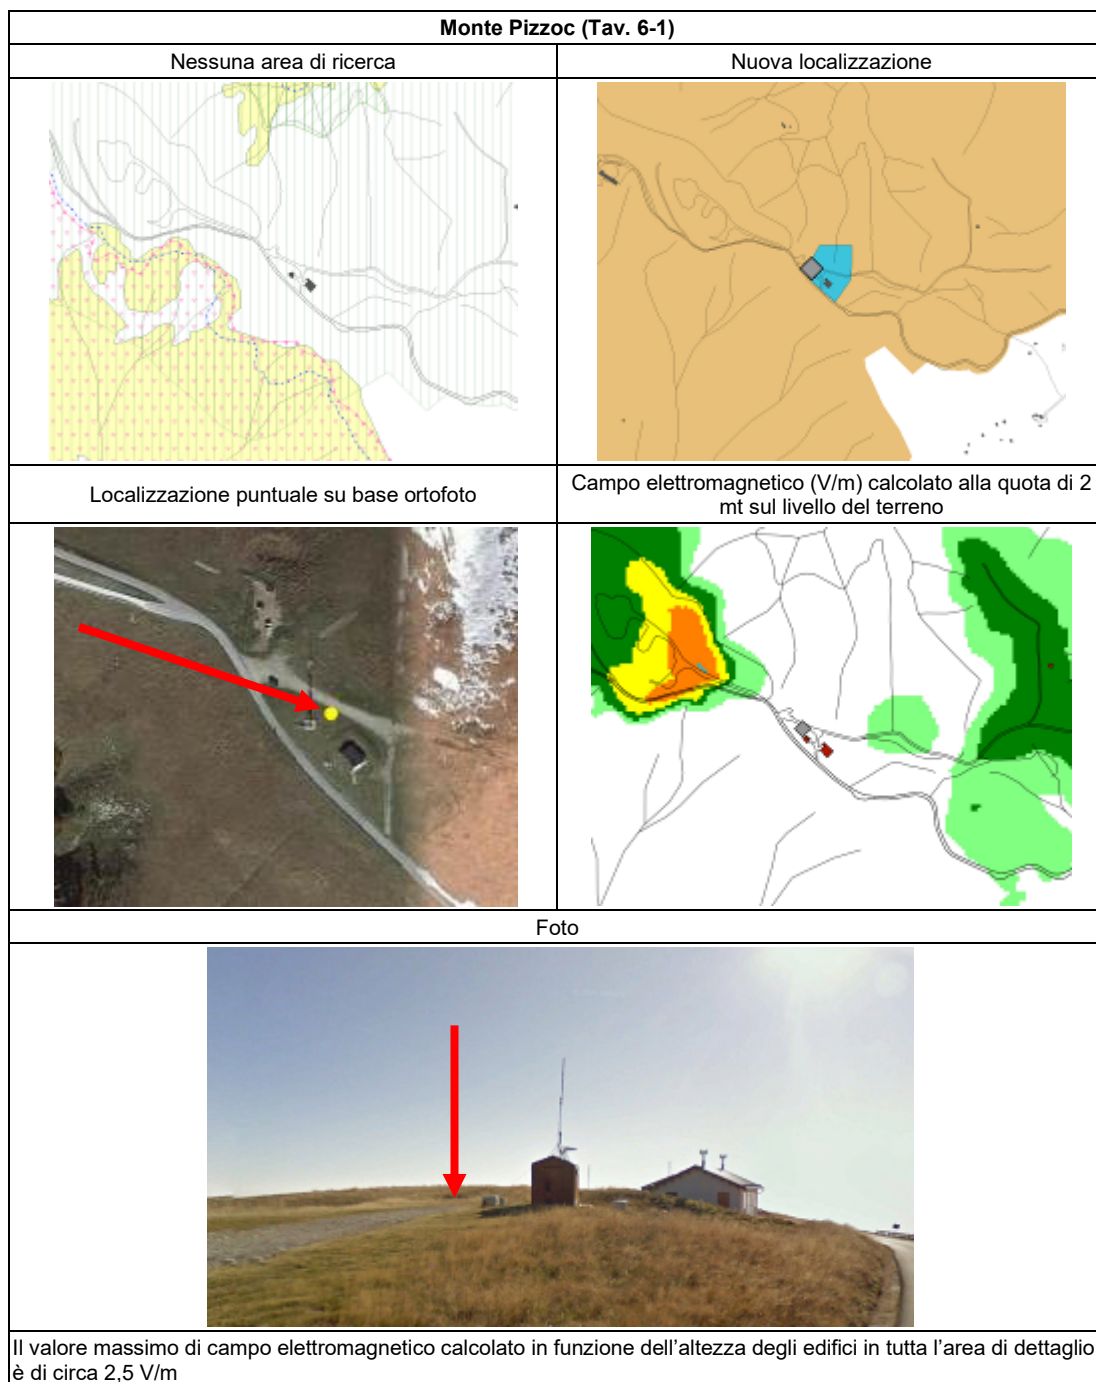 Monte Pizzoc (Tav. 6-1)
Nessuna area di ricerca
Nuova localizzazione
Localizzazione puntuale su base ortofoto
Campo elettromagnetico (V/m) calcolato alla quota di 2
mt sul livello del terreno
Foto
Il valore massimo di campo elettromagnetico calcolato in funzione dell'altezza degli edifici in tutta l'area di dettaglio
è di circa 2,5 V/m